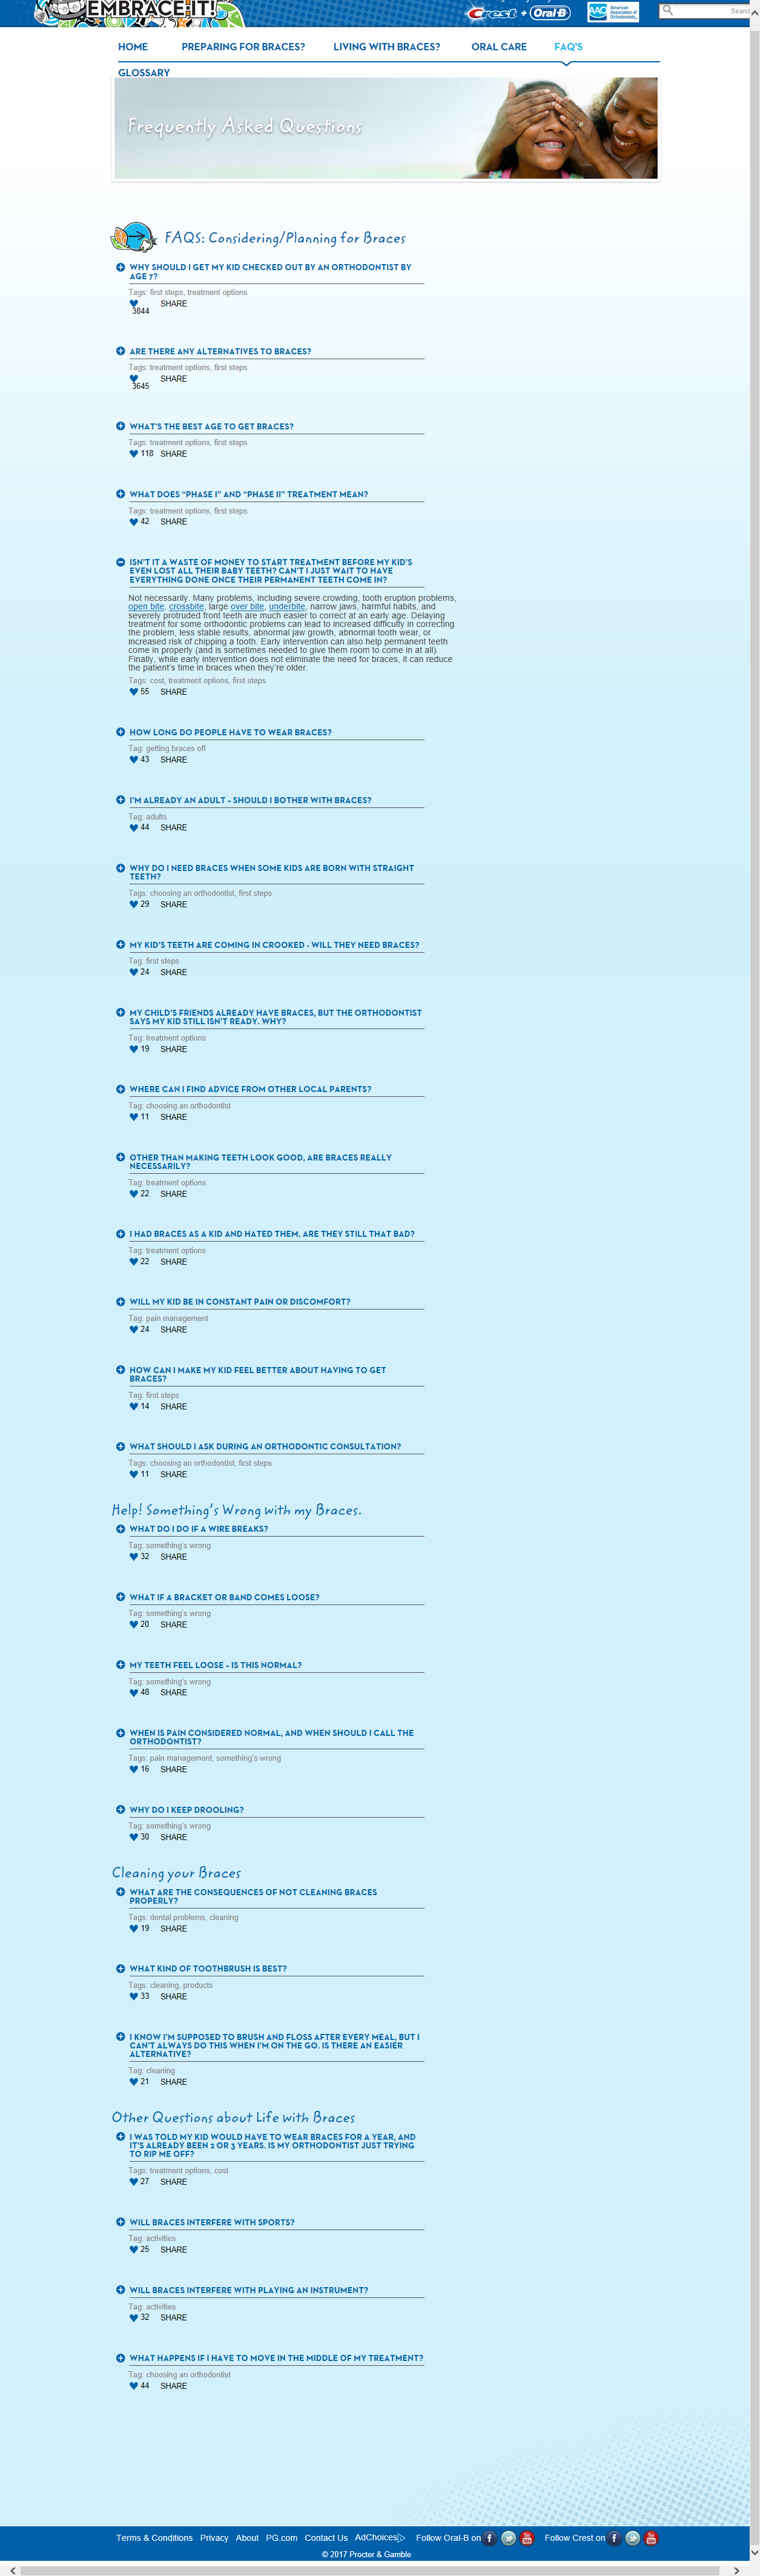 EMBRACE-IT!
Crest + Oral-B
AAO American Association of Orthodontists.
Search
HOME PREPARING FOR BRACES? LIVING WITH BRACES? ORAL CARE FAQ'S
GLOSSARY
Frequently Asked Questions
FAQS: Considering/Planning for Braces
WHY SHOULD I GET MY KID CHECKED OUT BY AN ORTHODONTIST BY
AGE 7?
Tags: first steps, treatment options
SHARE
3844
ARE THERE ANY ALTERNATIVES TO BRACES?
Tags: treatment options, first steps
SHARE
3645
WHAT'S THE BEST AGE TO GET BRACES?
Tags: treatment options, first steps
118 SHARE
WHAT DOES “PHASE I” AND “PHASE II” TREATMENT MEAN?
Tags: treatment options, first steps
42 SHARE
ISN'T IT A WASTE OF MONEY TO START TREATMENT BEFORE MY KID'S
EVEN LOST ALL THEIR BABY TEETH? CAN'T I JUST WAIT TO HAVE
EVERYTHING DONE ONCE THEIR PERMANENT TEETH COME IN?
Not necessarily. Many problems, including severe crowding, tooth eruption problems,
open bite, crossbite, large over bite, underbite, narrow jaws, harmful habits, and
severely protruded front teeth are much easier to correct at an early age. Delaying
treatment for some orthodontic problems can lead to increased difficulty in correcting
the problem, less stable results, abnormal jaw growth, abnormal tooth wear, or
increased risk of chipping a tooth. Early intervention can also help permanent teeth
come in properly (and is sometimes needed to give them room to come in at all).
Finally, while early intervention does not eliminate the need for braces, it can reduce
the patient's time in braces when they're older.
Tags: cost, treatment options, first steps
55 SHARE
HOW LONG DO PEOPLE HAVE TO WEAR BRACES?
Tag: getting braces off
43 SHARE
I'M ALREADY AN ADULT - SHOULD I BOTHER WITH BRACES?
Tag: adults
44 SHARE
WHY DO I NEED BRACES WHEN SOME KIDS ARE BORN WITH STRAIGHT
TEETH?
Tags: choosing an orthodontist, first steps
29 SHARE
MY KID'S TEETH ARE COMING IN CROOKED - WILL THEY NEED BRACES?
Tag: first steps
24 SHARE
MY CHILD'S FRIENDS ALREADY HAVE BRACES, BUT THE ORTHODONTIST
SAYS MY KID STILL ISN'T READY. WHY?
Tag: treatment options
19 SHARE
WHERE CAN I FIND ADVICE FROM OTHER LOCAL PARENTS?
Tag: choosing an orthodontist
11 SHARE
OTHER THAN MAKING TEETH LOOK GOOD, ARE BRACES REALLY
NECESSARILY?
Tag: treatment options
22 SHARE
I HAD BRACES AS A KID AND HATED THEM. ARE THEY STILL THAT BAD?
Tag: treatment options
22 SHARE
WILL MY KID BE IN CONSTANT PAIN OR DISCOMFORT?
Tag: pain management
24 SHARE
HOW CAN I MAKE MY KID FEEL BETTER ABOUT HAVING TO GET
BRACES?
Tag: first steps
14 SHARE
WHAT SHOULD I ASK DURING AN ORTHODONTIC CONSULTATION?
Tags: choosing an orthodontist, first steps
11 SHARE
Help! Something's Wrong with my Braces.
WHAT DO I DO IF A WIRE BREAKS?
Tag: something's wrong
32 SHARE
WHAT IF A BRACKET OR BAND COMES LOOSE?
Tag: something's wrong
20 SHARE
MY TEETH FEEL LOOSE - IS THIS NORMAL?
Tag: something's wrong
48 SHARE
WHEN IS PAIN CONSIDERED NORMAL, AND WHEN SHOULD I CALL THE
ORTHODONTIST?
Tags: pain management, something's wrong
16 SHARE
WHY DO I KEEP DROOLING?
Tag: something's wrong
30 SHARE
Cleaning your Braces
WHAT ARE THE CONSEQUENCES OF NOT CLEANING BRACES
PROPERLY?
Tags: dental problems, cleaning
19 SHARE
WHAT KIND OF TOOTHBRUSH IS BEST?
Tags: cleaning, products
33 SHARE
I KNOW I'M SUPPOSED TO BRUSH AND FLOSS AFTER EVERY MEAL, BUT I
CAN'T ALWAYS DO THIS WHEN I'M ON THE GO. IS THERE AN EASIER
ALTERNATIVE?
Tag: cleaning
21 SHARE
Other Questions about Life with Braces
I WAS TOLD MY KID WOULD HAVE TO WEAR BRACES FOR A YEAR, AND
IT'S ALREADY BEEN 2 OR 3 YEARS. IS MY ORTHODONTIST JUST TRYING
TO RIP ME OFF?
Tags: treatment options, cost
27 SHARE
WILL BRACES INTERFERE WITH SPORTS?
Tag: activities
25 SHARE
WILL BRACES INTERFERE WITH PLAYING AN INSTRUMENT?
Tag: activities
32 SHARE
WHAT HAPPENS IF I HAVE TO MOVE IN THE MIDDLE OF MY TREATMENT?
Tag: choosing an orthodontist
44 SHARE
Terms & Conditions Privacy About PG.com Contact Us AdChoices Follow Oral-B on Follow Crest on
© 2017 Procter & Gamble